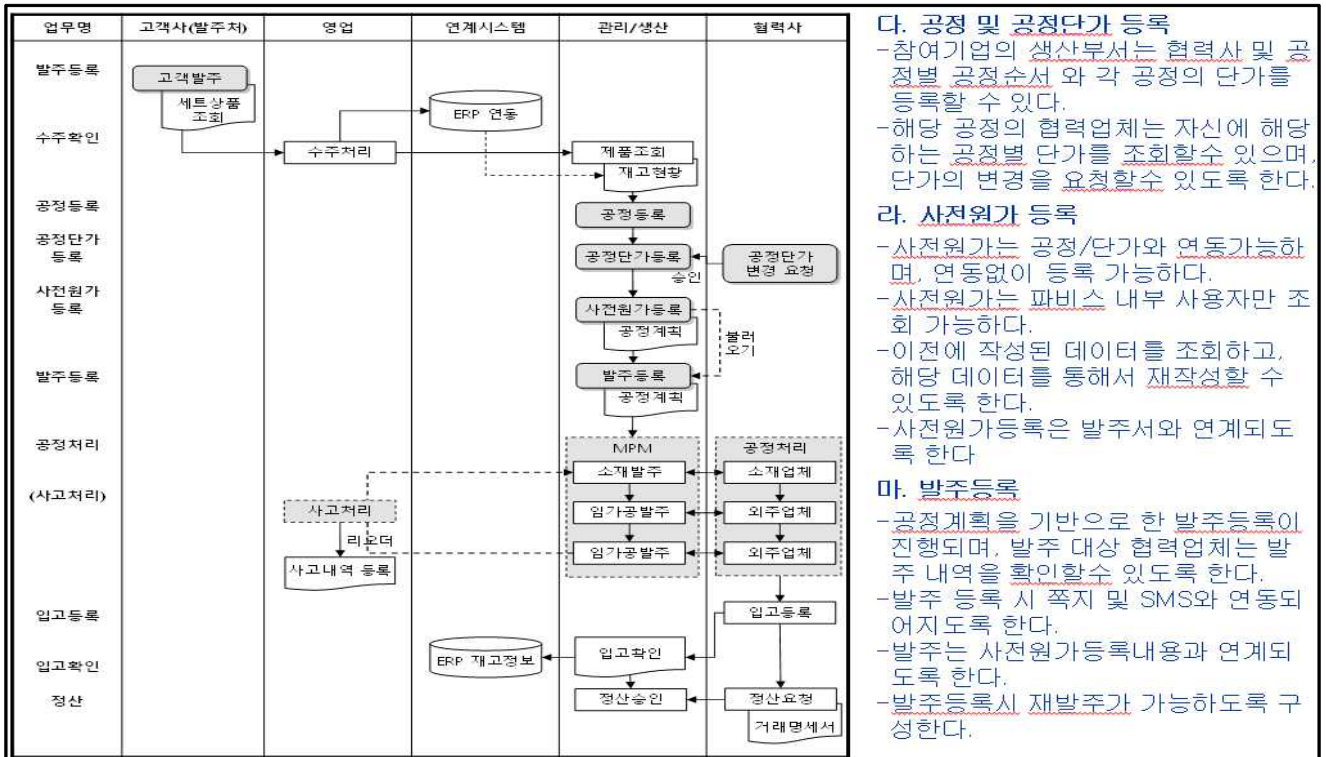 업무명 고객사(발주처) 영업 연계시스템 관리/생산 협력사
발주등록
고객발주
세트상품
조회
ERP 연동
수주확인
수주처리
제품조회
재고현황
공정등록
공정등록
공정단가
등록
공정단가등록
승인
공정단가
변경 요청
사전원가
등록
사전원가등록
공정계획
불러
오기
발주등록
발주등록
공정계획
공정처리
MPM
공정처리
소재발주
소재업체
(사고처리)
사고처리
임가공발주
외주업체
리오더
임가공발주
외주업체
사고내역 등록
입고등록
입고등록
입고확인
ERP 재고정보
입고확인
정산
정산승인
정산요청
거래명세서
다. 공정 및 공정단가 등록
-참여기업의 생산부서는 협력사 및 공
정별 공정순서 와 각 공정의 단가를
등록할 수 있다.
-해당 공정의 협력업체는 자신에 해당
하는 공정별 단가를 조회할수 있으며,
단가의 변경을 요청할수 있도록 한다.
라. 사전원가 등록
-사전원가는 공정/단가와 연동가능하
며, 연동없이 등록 가능하다.
-사전원가는 파비스 내부 사용자만 조
회 가능하다.
-이전에 작성된 데이터를 조회하고,
해당 데이터를 통해서 재작성할 수
있도록 한다.
-사전원가등록은 발주서와 연계되도
록 한다
마. 발주등록
-공정계획을 기반으로 한 발주등록이
진행되며, 발주 대상 협력업체는 발
주 내역을 확인할수 있도록 한다.
-발주 등록 시 쪽지 및 SMS와 연동되
어지도록 한다.
-발주는 사전원가등록내용과 연계되
도록 한다.
-발주등록시 재발주가 가능하도록 구
성한다.